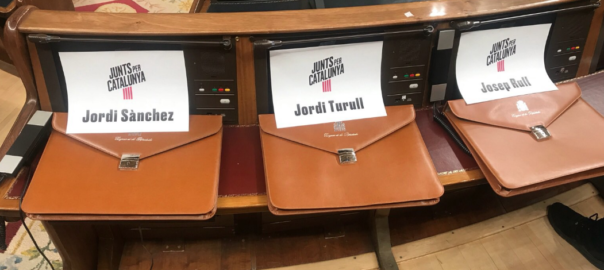 JUNTS PER
CATALUNYA
Jordi Sànchez
JUNTS PER
CATALUNYA
Jordi Turull
JUNTS PER
CATALUNYA
Josep Rull